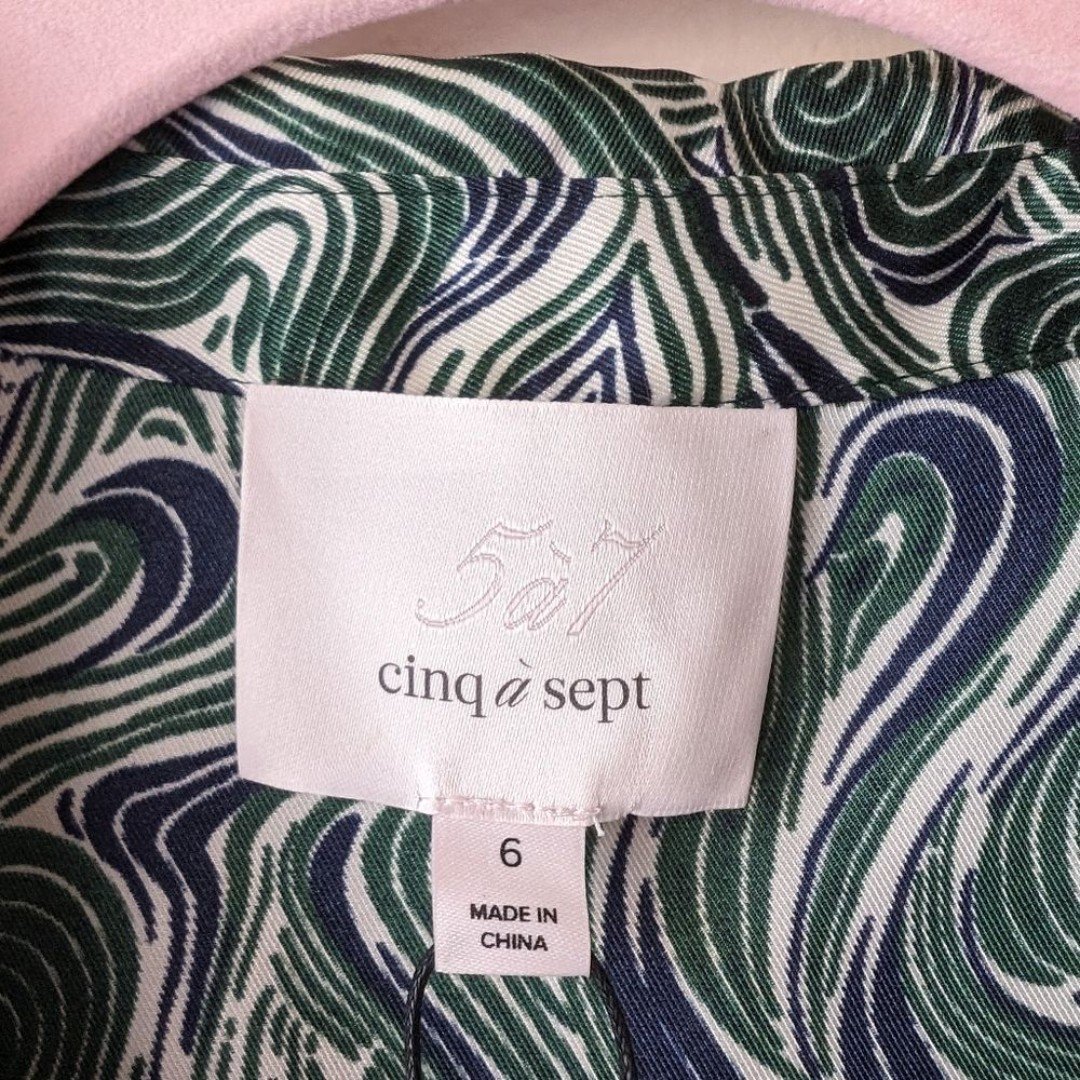 5à7
cinq à sept
6
MADE IN
CHINA